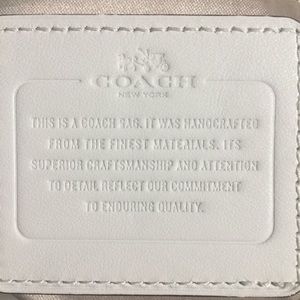 COACH
NEW YORK
THIS IS A COACH BAG. IT WAS HANDCRAFTED
FROM THE FINEST MATERIALS. ITS
SUPERIOR CRAFTSMANSHIP AND ATTENTION
TO DETAIL REFLECT OUR COMMITMENT
TO ENDURING QUALITY.